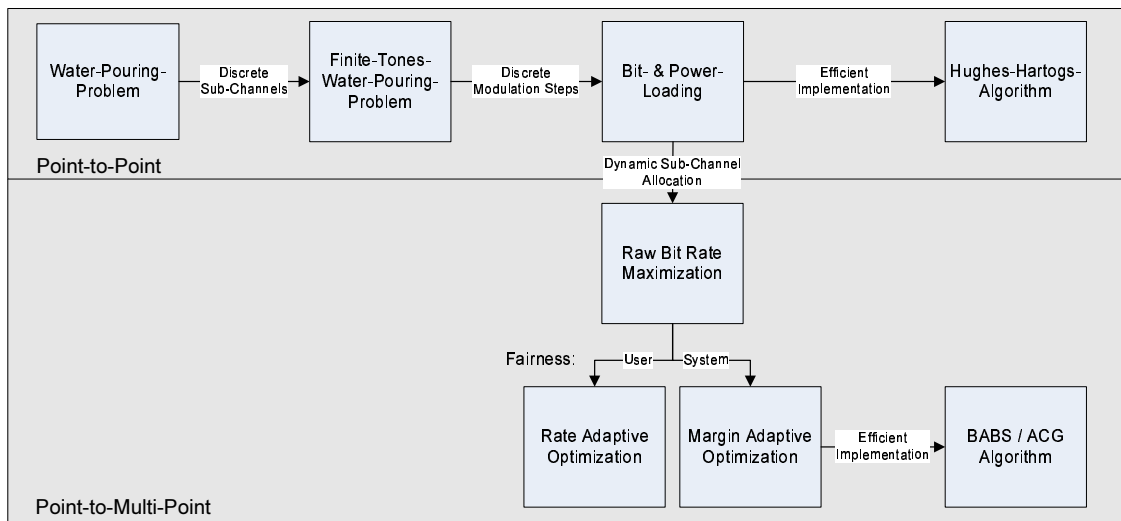 Water-Pouring-
Problem
Discrete
Sub-Channels
Finite-Tones-
Water-Pouring-
Problem
Discrete
Modulation Steps
Bit- & Power-
Loading
Efficient
Implementation
Hughes-Hartogs-
Algorithm
Point-to-Point
Dynamic Sub-Channel
Allocation
Raw Bit Rate
Maximization
Fairness:
User
System
Rate Adaptive
Optimization
Margin Adaptive
Optimization
Efficient
Implementation
BABS / ACG
Algorithm
Point-to-Multi-Point